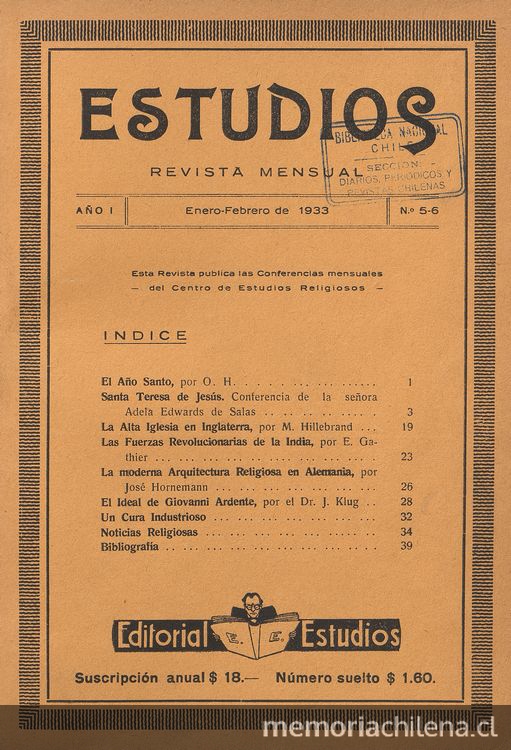 ESTUDIOS
REVISTA MENSUAL
BIBLIOTECA NACIONAL
CHILE
SECCION:
DIARIOS, PERIODICOS Y
REVISTAS CHILENAS
AÑO I Enero-Febrero de 1933 N.º 5-6
Esta Revista publica las Conferencias mensuales
— del Centro de Estudios Religiosos —
INDICE
El Año Santo, por O. H. . . . . . ... ... ...... 1
Santa Teresa de Jesús. Conferencia de la señora
Adela Edwards de Salas .. .. .. .. .... . . 3
La Alta Iglesia en Inglaterra, por M. Hillebrand ... 19
Las Fuerzas Revolucionarias de la India, por E. Ga-
thier ... ... ... ... ... ... ... ... ... ... 23
La moderna Arquitectura Religiosa en Alemania, por
José Hornemann ... ... ... ... ... ... ... 26
El Ideal de Giovanni Ardente, por el Dr. J. Klug .. 28
Un Cura Industrioso ... ... ... ... ... ... ... 32
Noticias Religiosas ... ... ... ... ... ..... ... 34
Bibliografía .. ... ... ... ... ... ... ... .. .. 39
Editorial E. E. Estudios
Suscripción anual $ 18.— Número suelto $ 1.60.
memoriachilena.cl